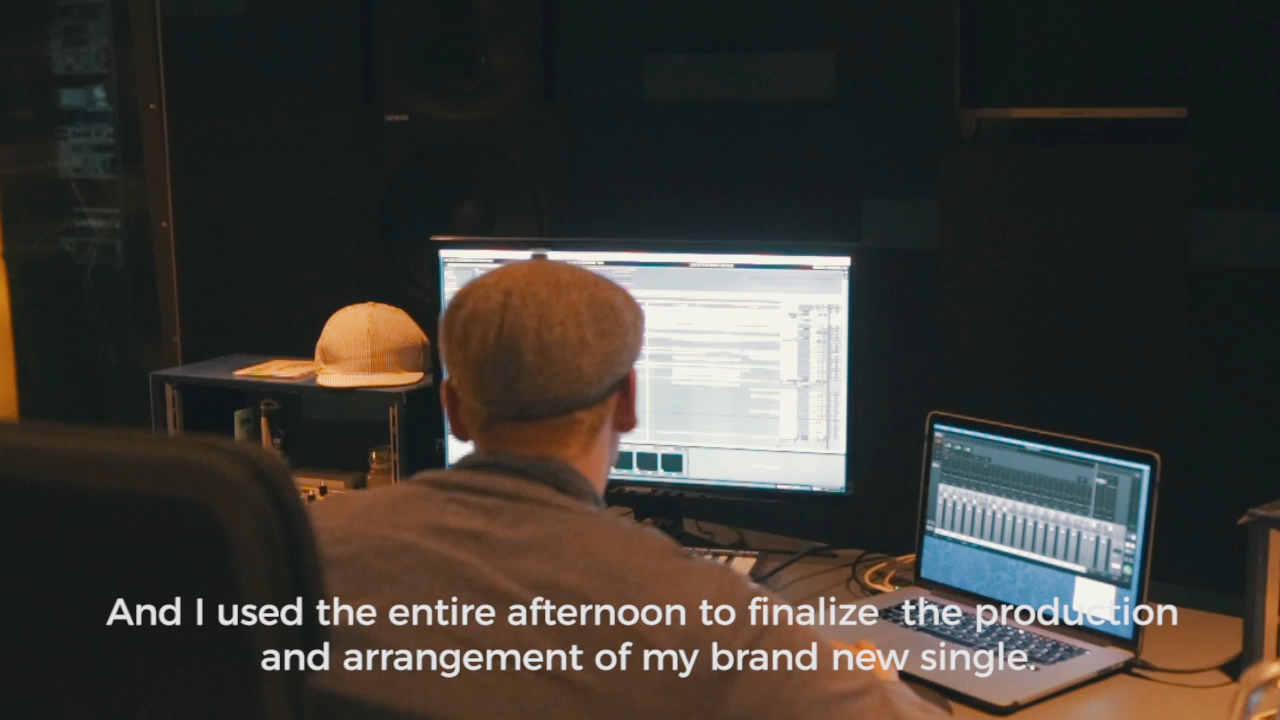 And I used the entire afternoon to finalize  the production
and arrangement of my brand new single.